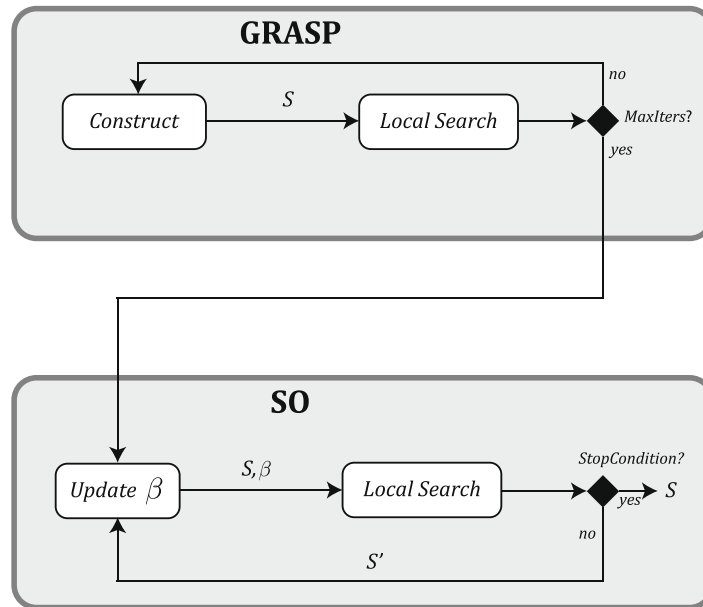 GRASP
no
S
Construct
Local Search
MaxIters?
yes
SO
StopCondition?
S, β
Update β
Local Search
yes
S
no
S'